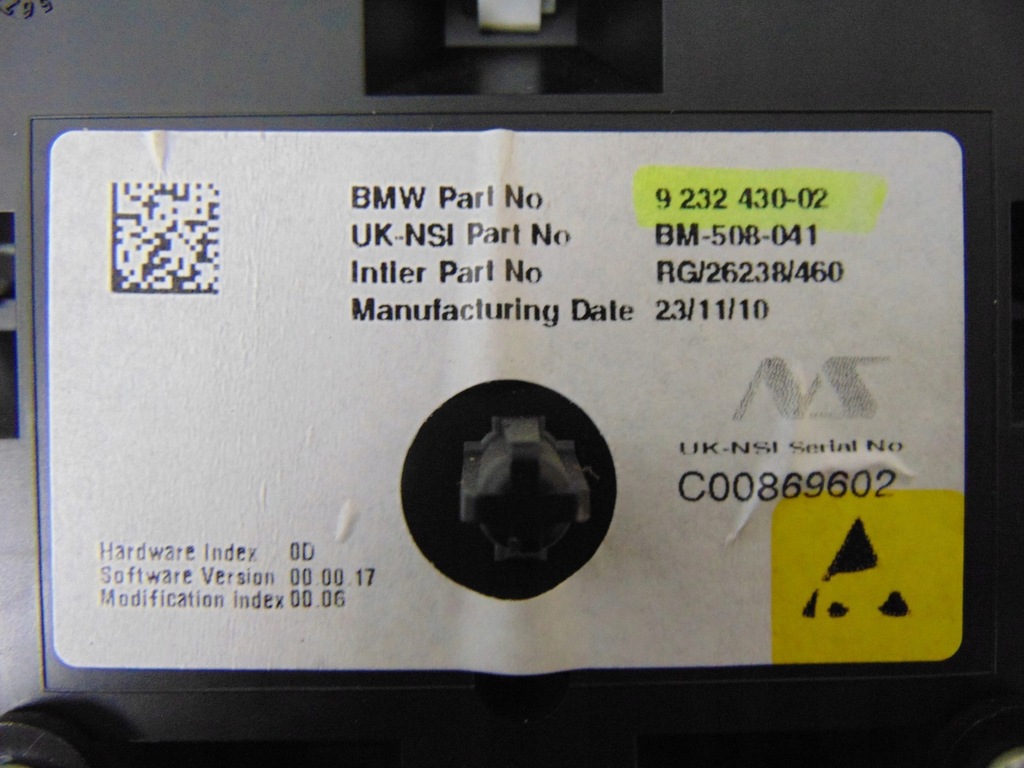 BMW Part No 9 232 430-02
UK-NSI Part No BM-508-041
Intier Part No RG/26238/460
Manufacturing Date 23/11/10
NS
UK-NSI Serial No
C00869602
Hardware Index 0D
Software Version 00.00.17
Modification Index 00.06